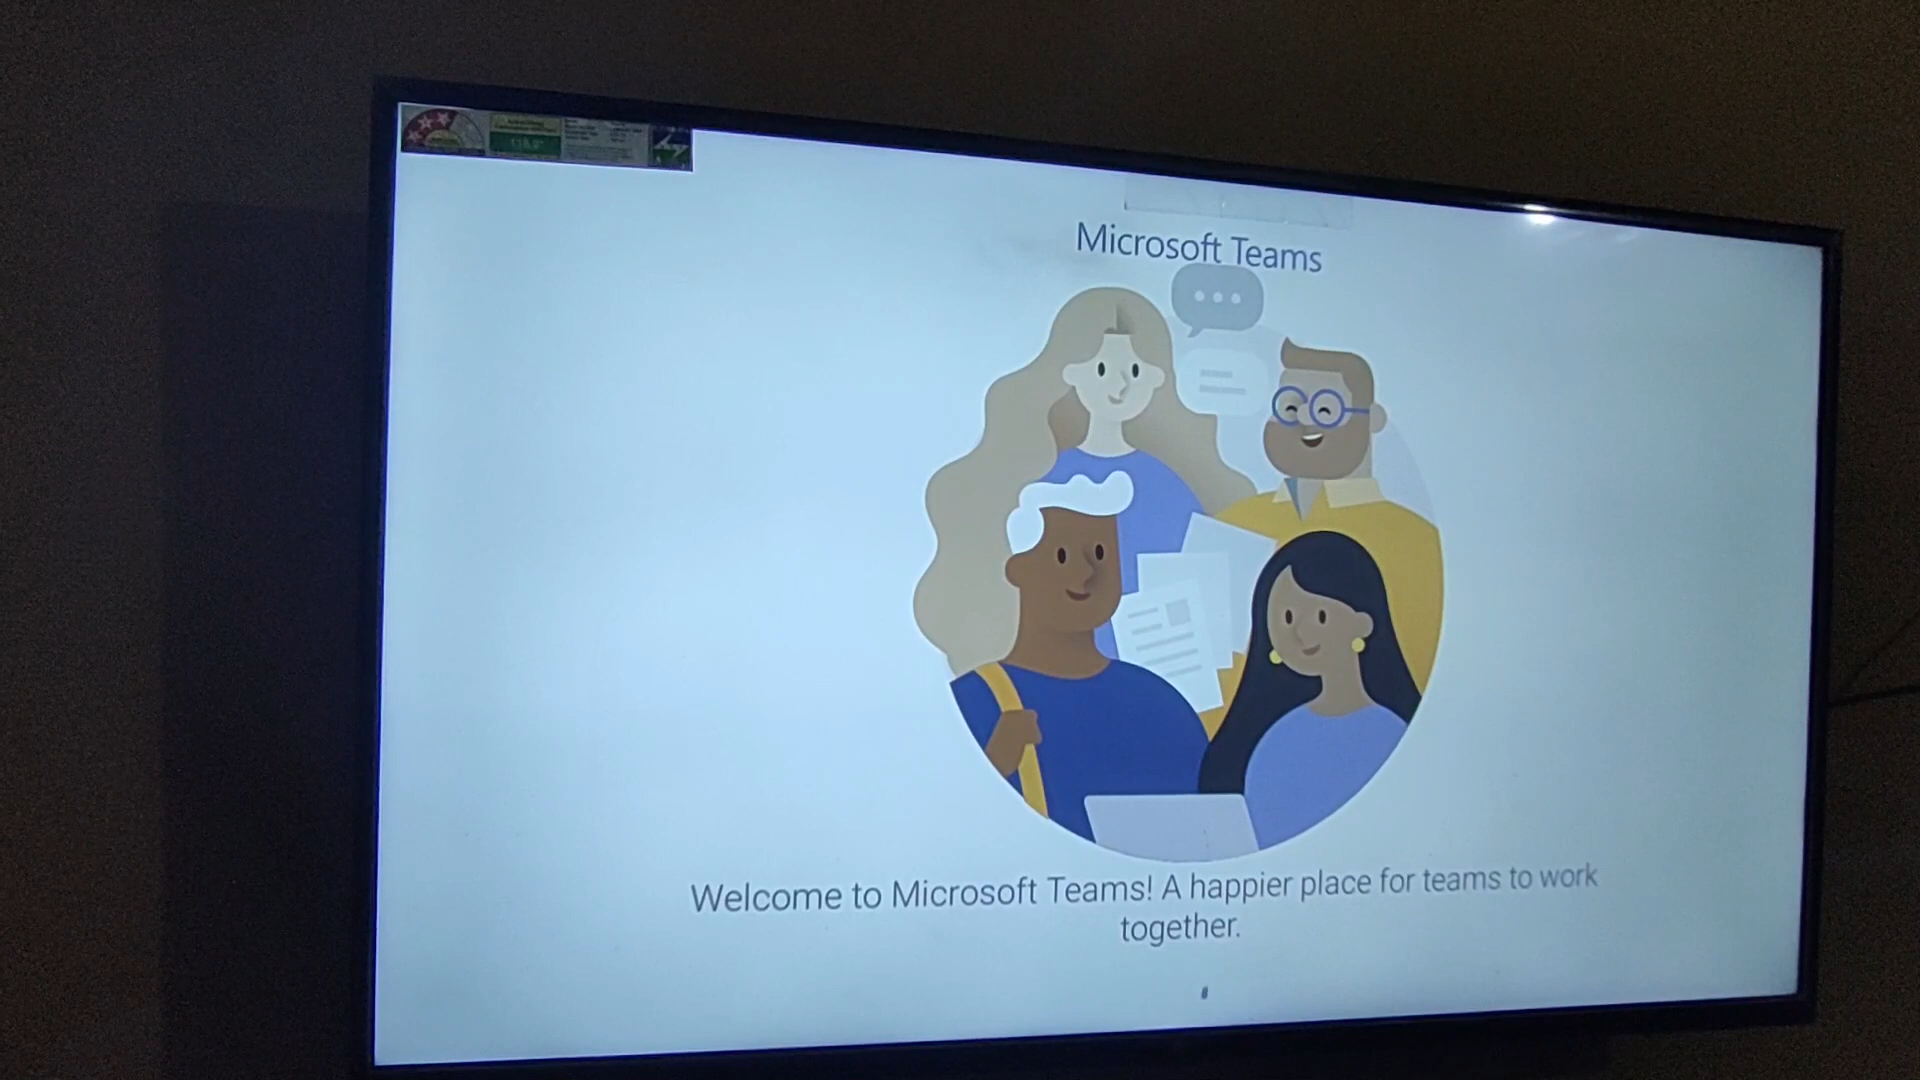 Microsoft Teams
Welcome to Microsoft Teams! A happier place for teams to work
together.